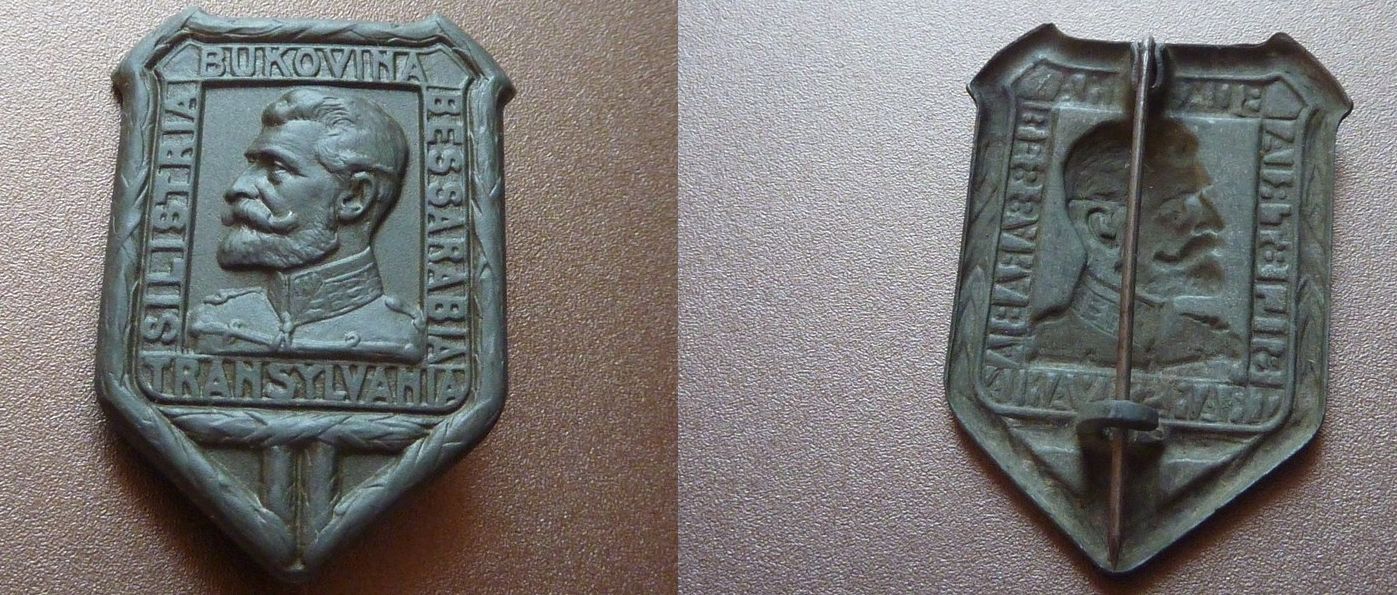 BUKOVINA
SILISTRIA
BESSARABIA
TRANSYLVANIA